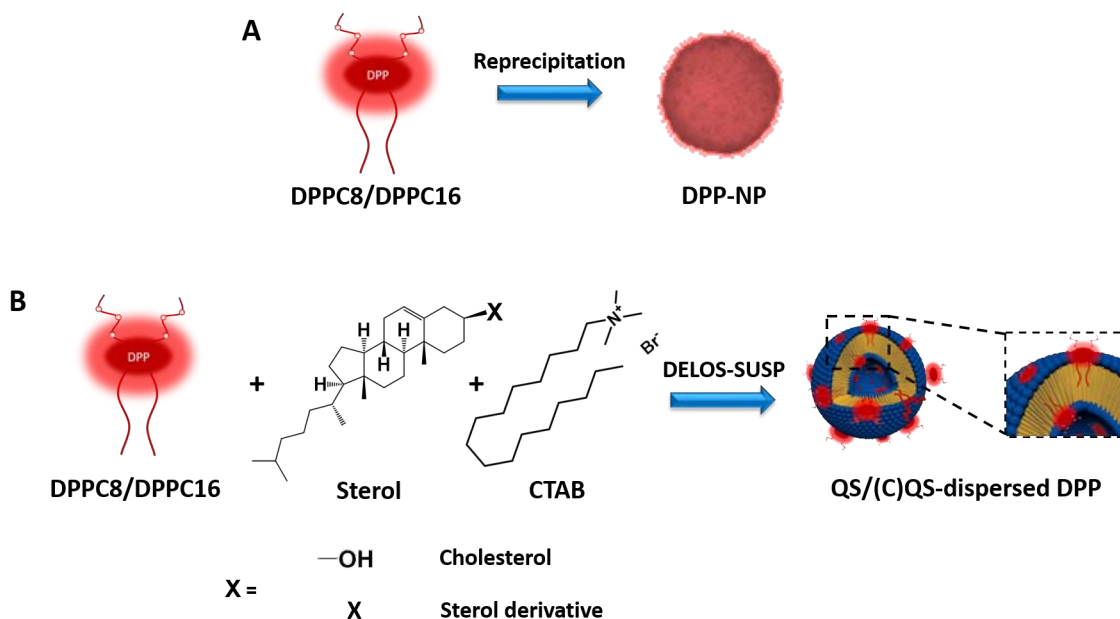 A
DPP
Reprecipitation
DPPC8/DPPC16
DPP-NP
B
DPP
+
H
H
H
H
X
+
N+
Br-
DELOS-SUSP
DPPC8/DPPC16
Sterol
CTAB
QS/(C)QS-dispersed DPP
X =
—OH Cholesterol
X Sterol derivative